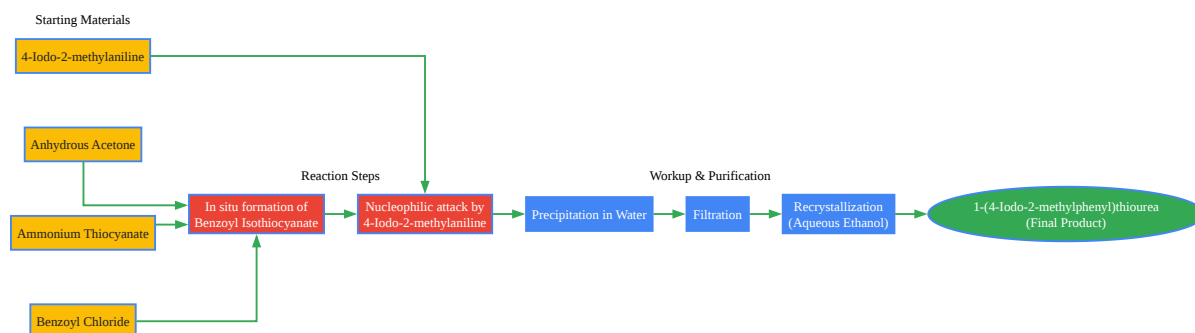 Starting Materials
4-Iodo-2-methylaniline
Anhydrous Acetone
Ammonium Thiocyanate
Benzoyl Chloride
Reaction Steps
In situ formation of
Benzoyl Isothiocyanate
Nucleophilic attack by
4-Iodo-2-methylaniline
Workup & Purification
Precipitation in Water
Filtration
Recrystallization
(Aqueous Ethanol)
1-(4-Iodo-2-methylphenyl)thiourea
(Final Product)